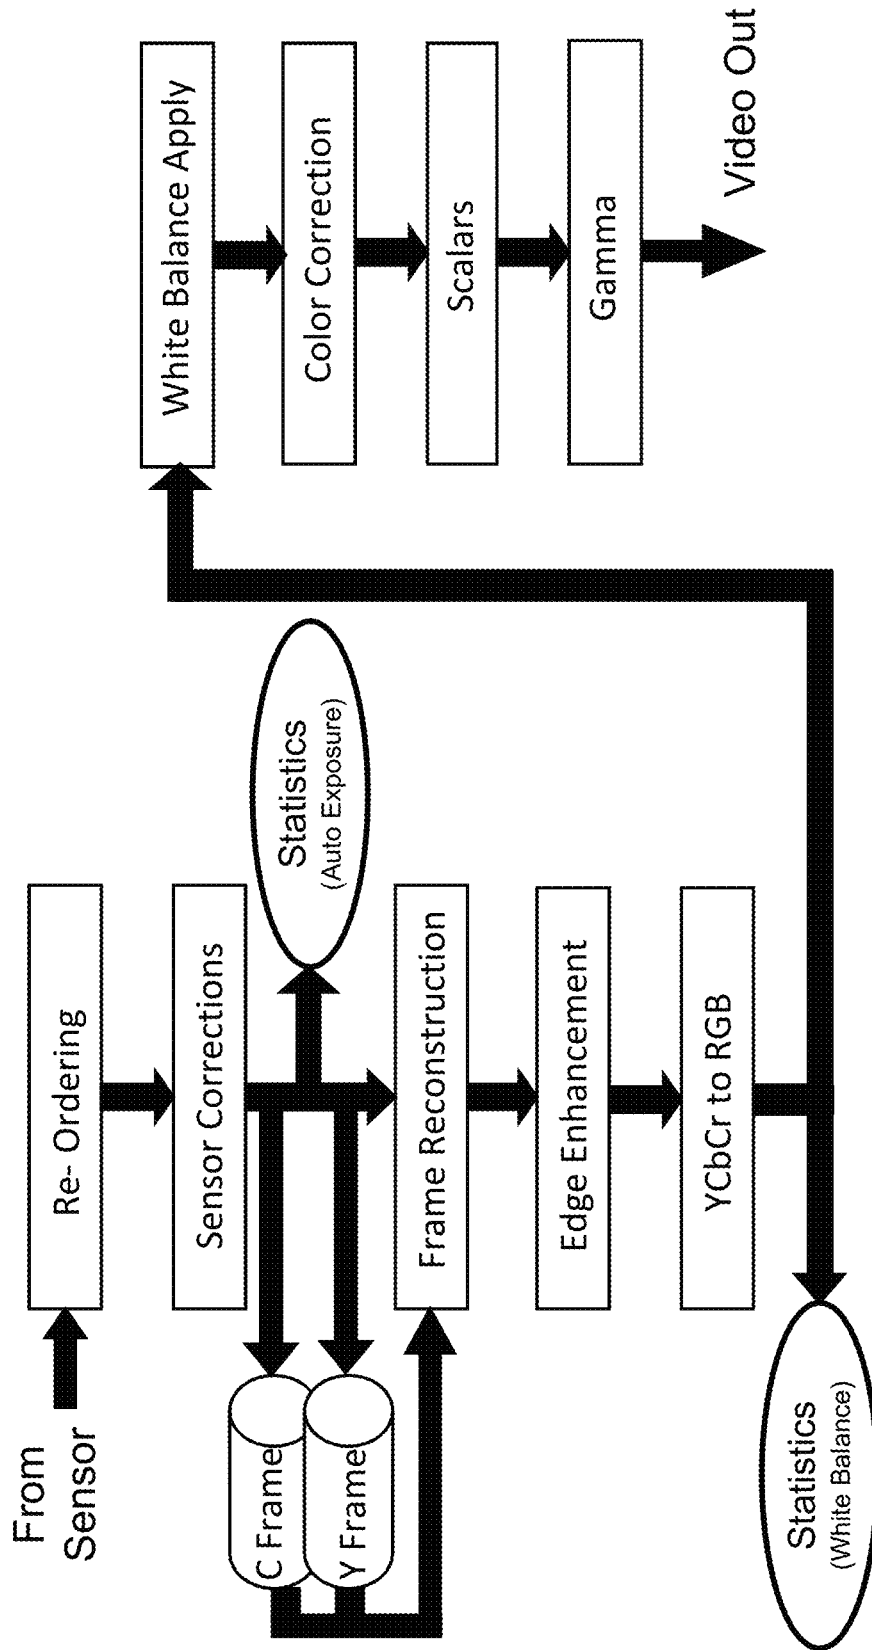 From
Sensor
Re- Ordering
Sensor Corrections
C Frame
Y Frame
Statistics
(Auto Exposure)
Frame Reconstruction
Edge Enhancement
YCbCr to RGB
Statistics
(White Balance)
White Balance Apply
Color Correction
Scalars
Gamma
Video Out